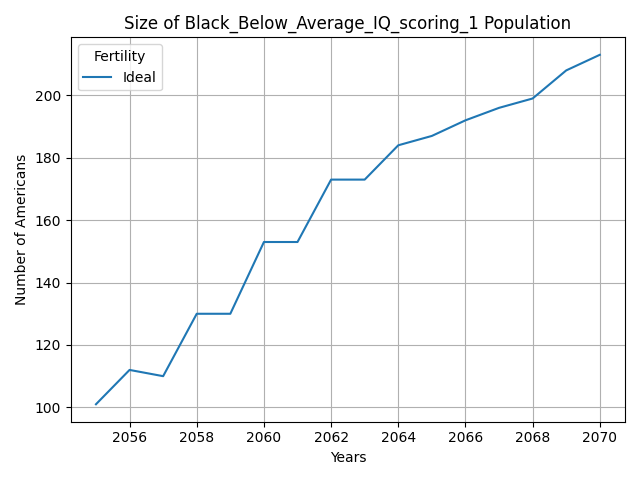 Size of Black_Below_Average_IQ_scoring_1 Population
Fertility
Ideal
Number of Americans
200
180
160
140
120
100
2056 2058 2060 2062 2064 2066 2068 2070
Years